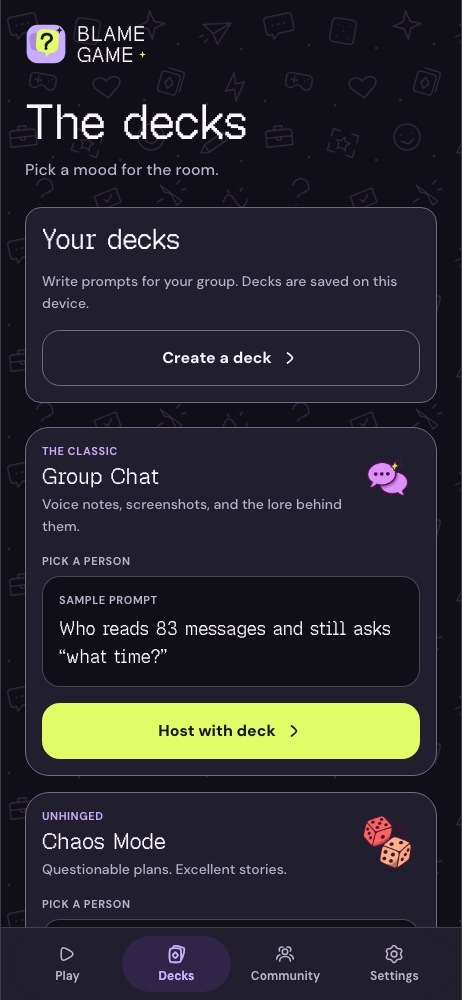 BLAME
GAME
The decks
Pick a mood for the room.
Your decks
Write prompts for your group. Decks are saved on this
device.
Create a deck
THE CLASSIC
Group Chat
Voice notes, screenshots, and the lore behind
them.
PICK A PERSON
SAMPLE PROMPT
Who reads 83 messages and still asks
“what time?”
Host with deck
UNHINGED
Chaos Mode
Questionable plans. Excellent stories.
PICK A PERSON
Play
Decks
Community
Settings